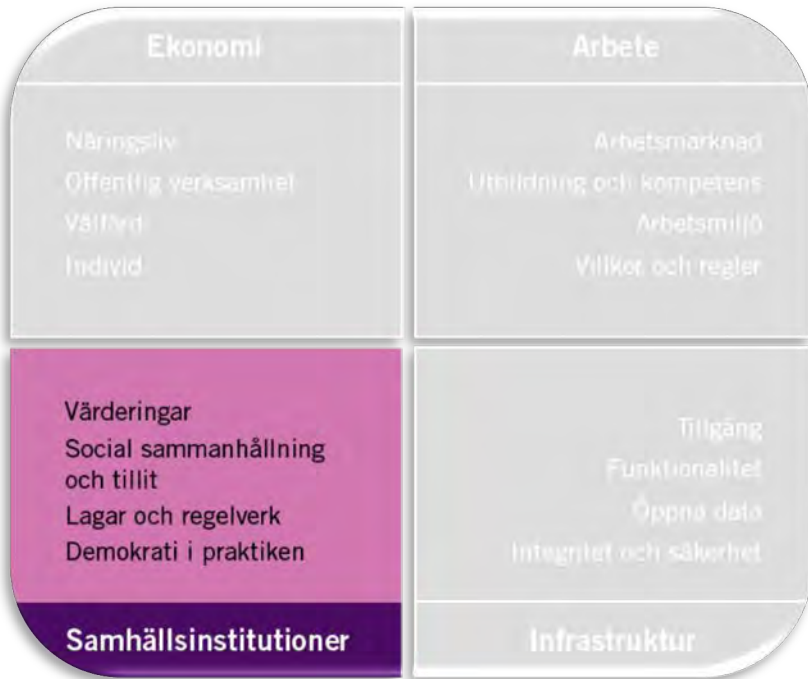 Ekonomi
Näringsliv
Offentlig verksamhet
Välfärd
Individ
Arbete
Arbetsmarknad
Utbildning och kompetens
Arbetsmiljö
Villkor och regler
Värderingar
Social sammanhållning
och tillit
Lagar och regelverk
Demokrati i praktiken
Samhällsinstitutioner
Tillgång
Funktionalitet
Öppna data
Integritet och säkerhet
Infrastruktur